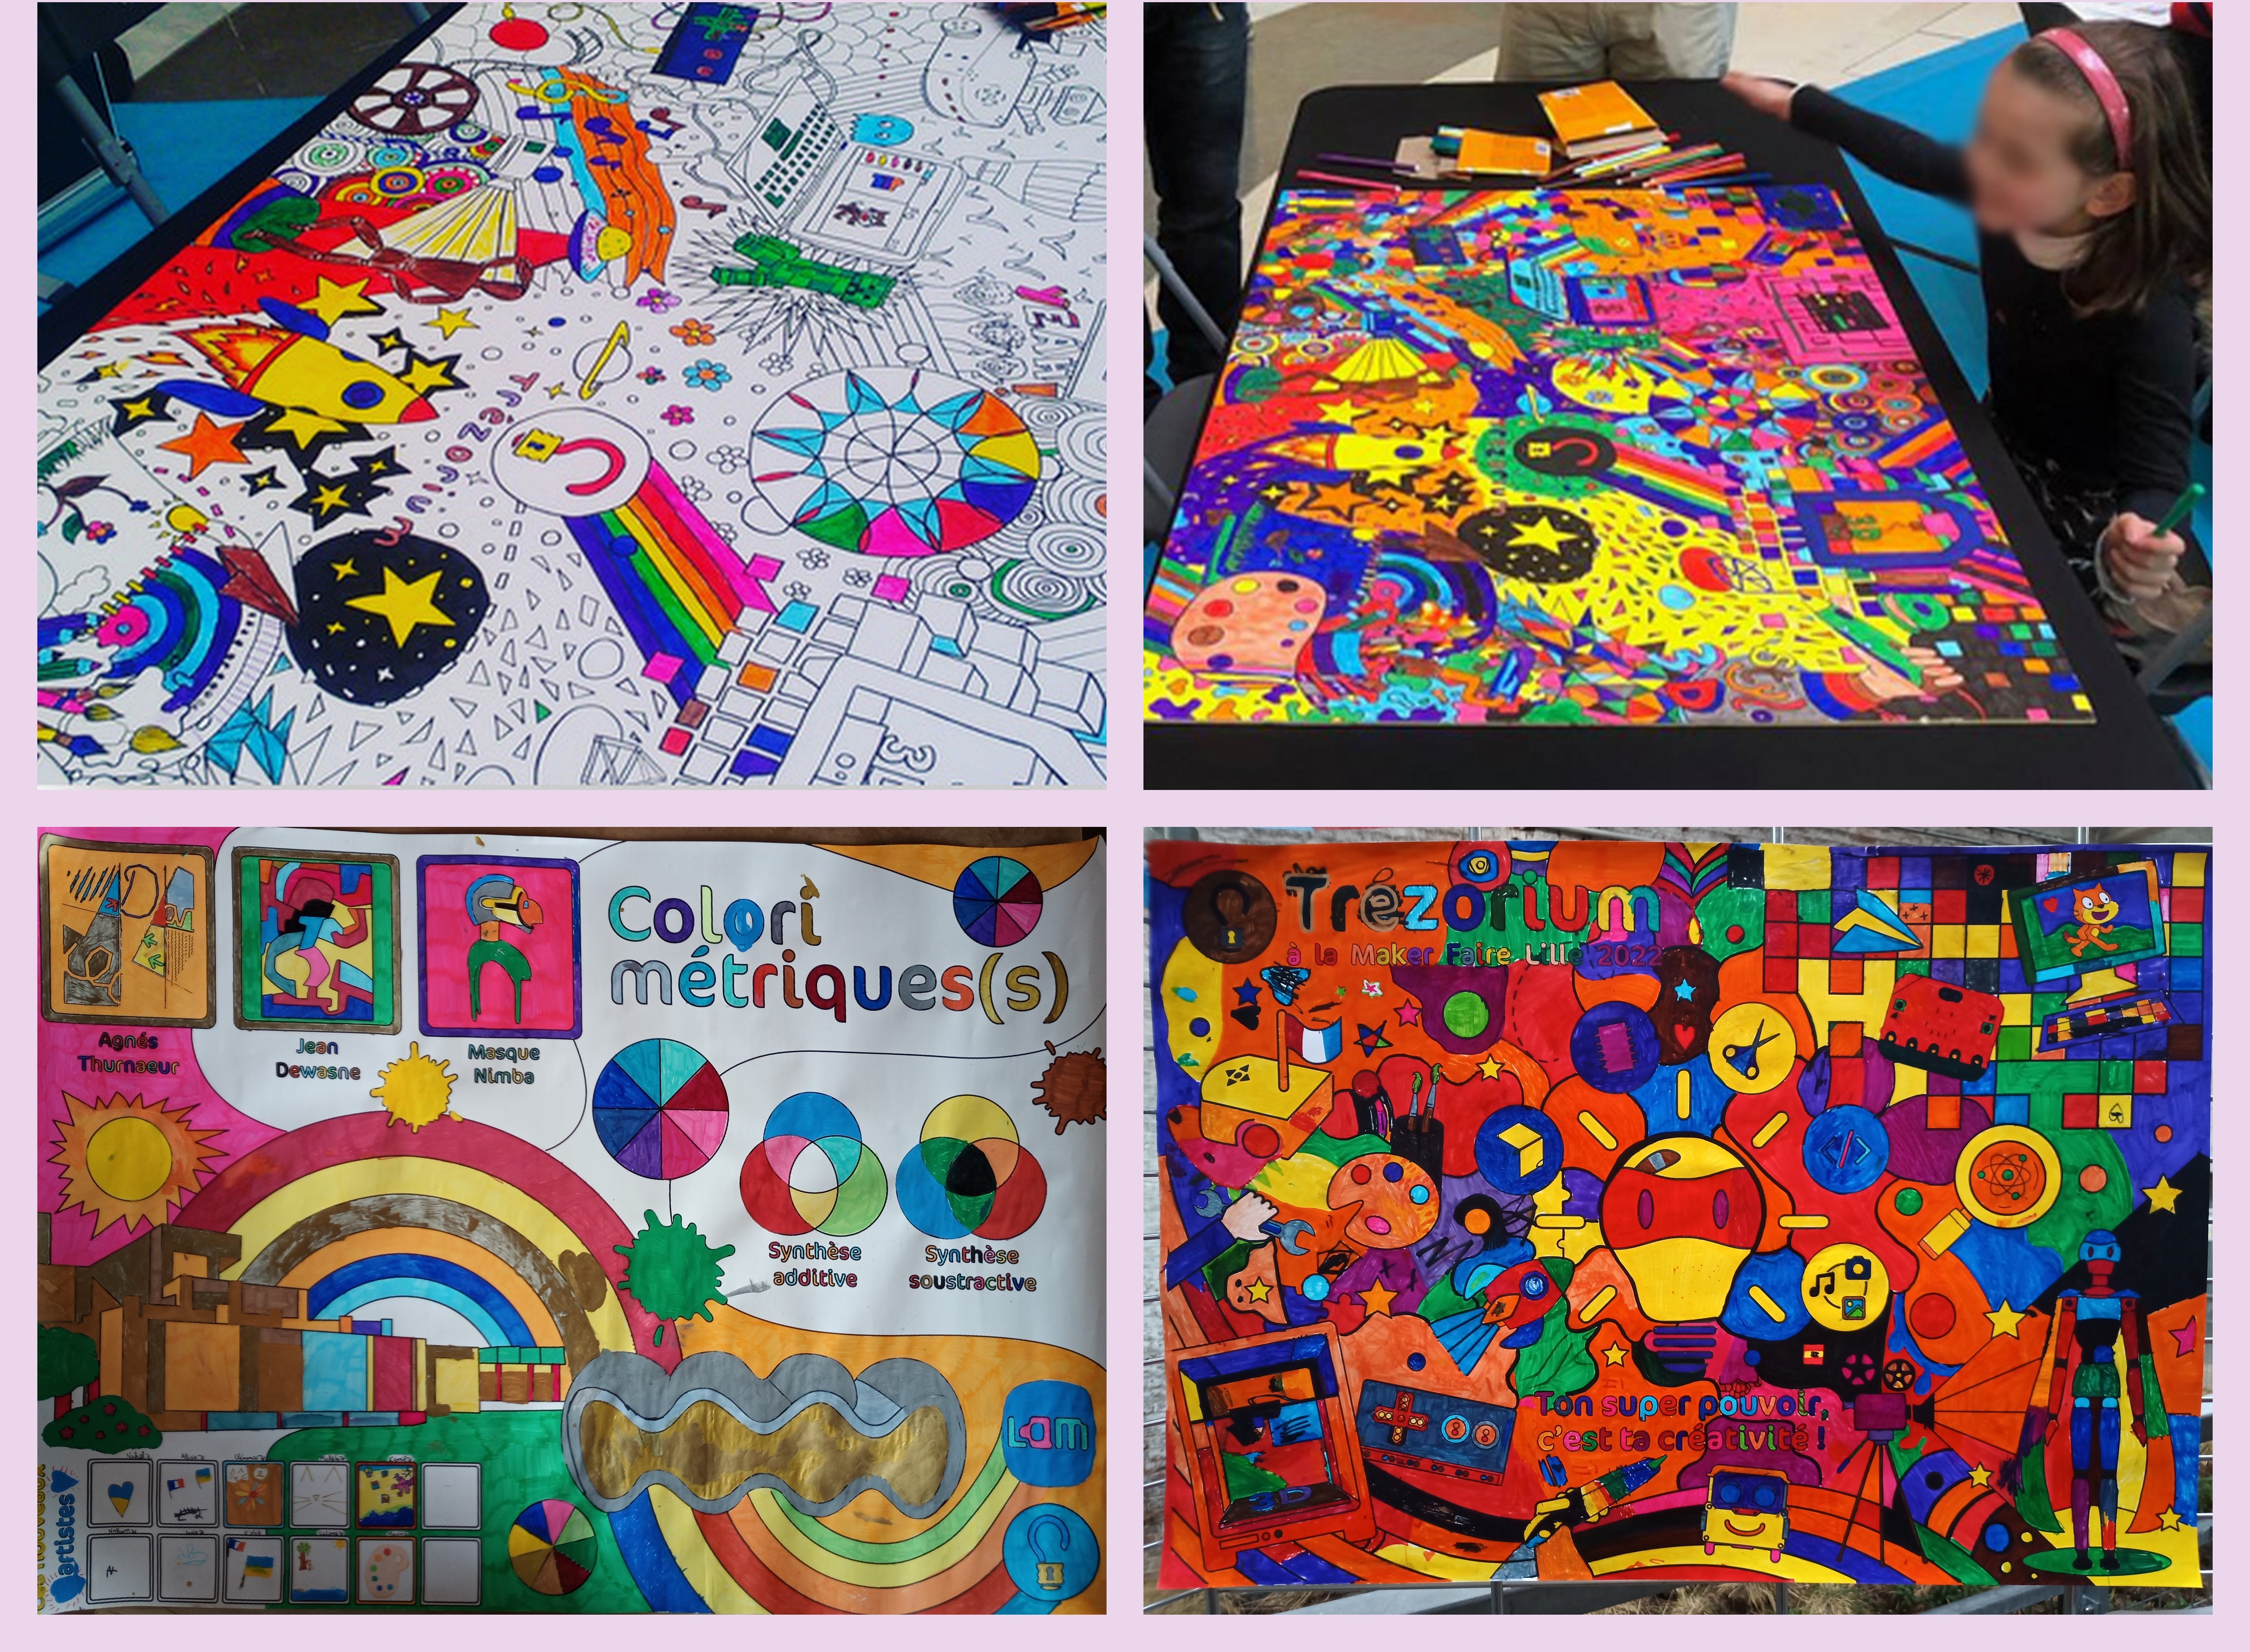 Colori
métriques(s)
Agnés
Thurnaeur
Jean
Dewasne
Masque
Nimba
Synthèse
additive
Synthèse
soustractive
LaM
artistes
Trézorium
à la Maker Faire Lille 2022
Ton super pouvoir,
c'est ta créativité !